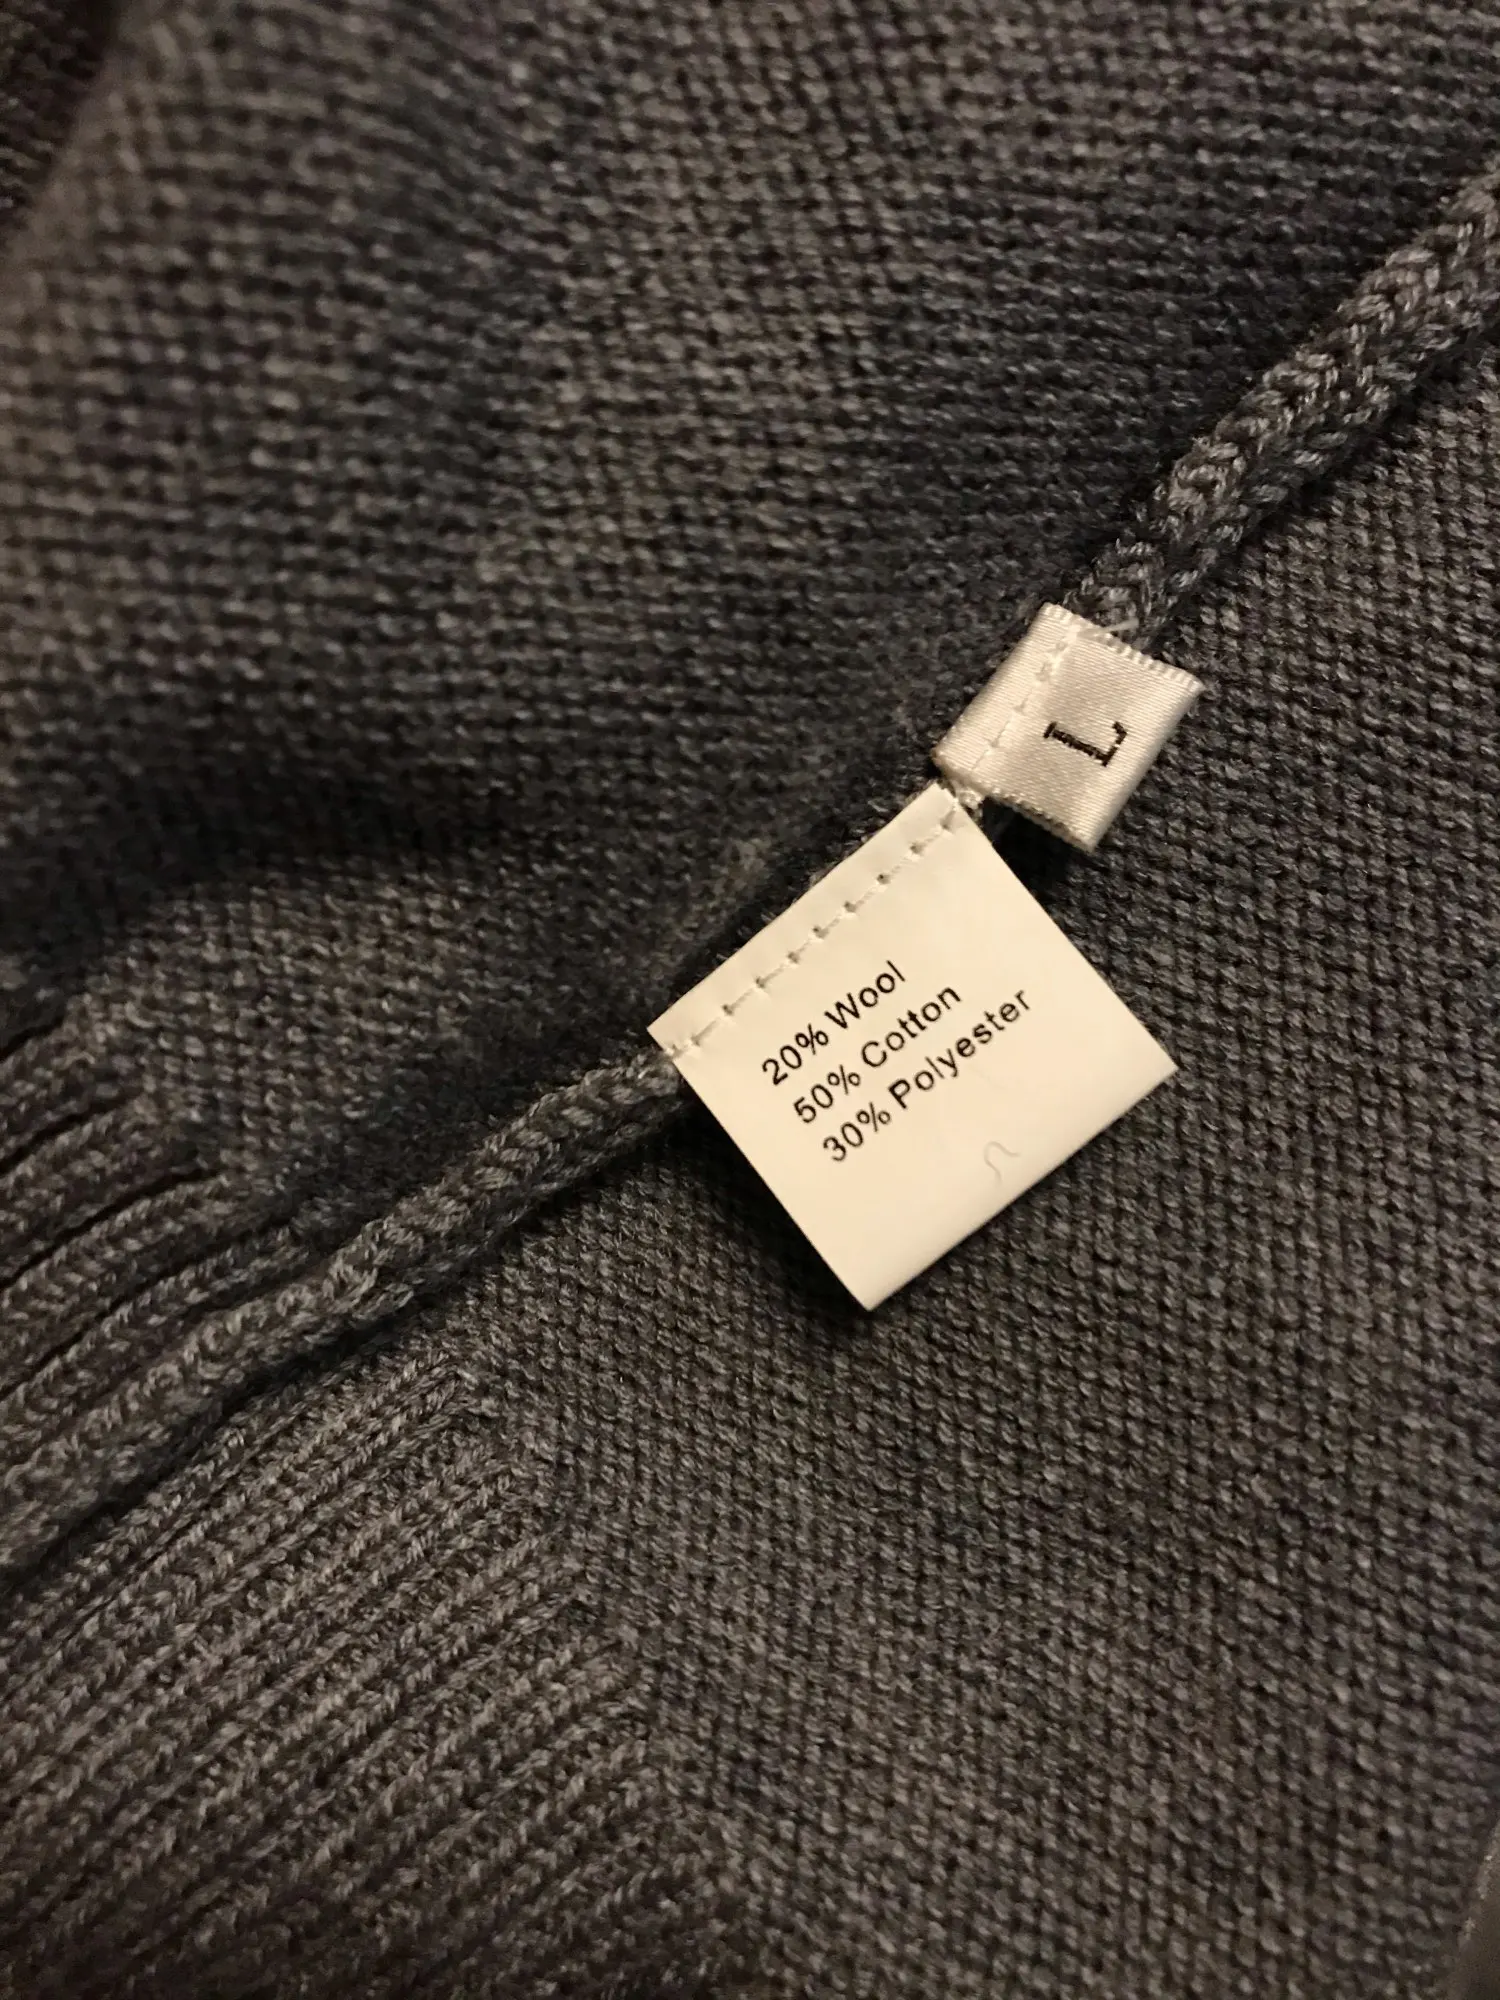 L
20% Wool
50% Cotton
30% Polyester